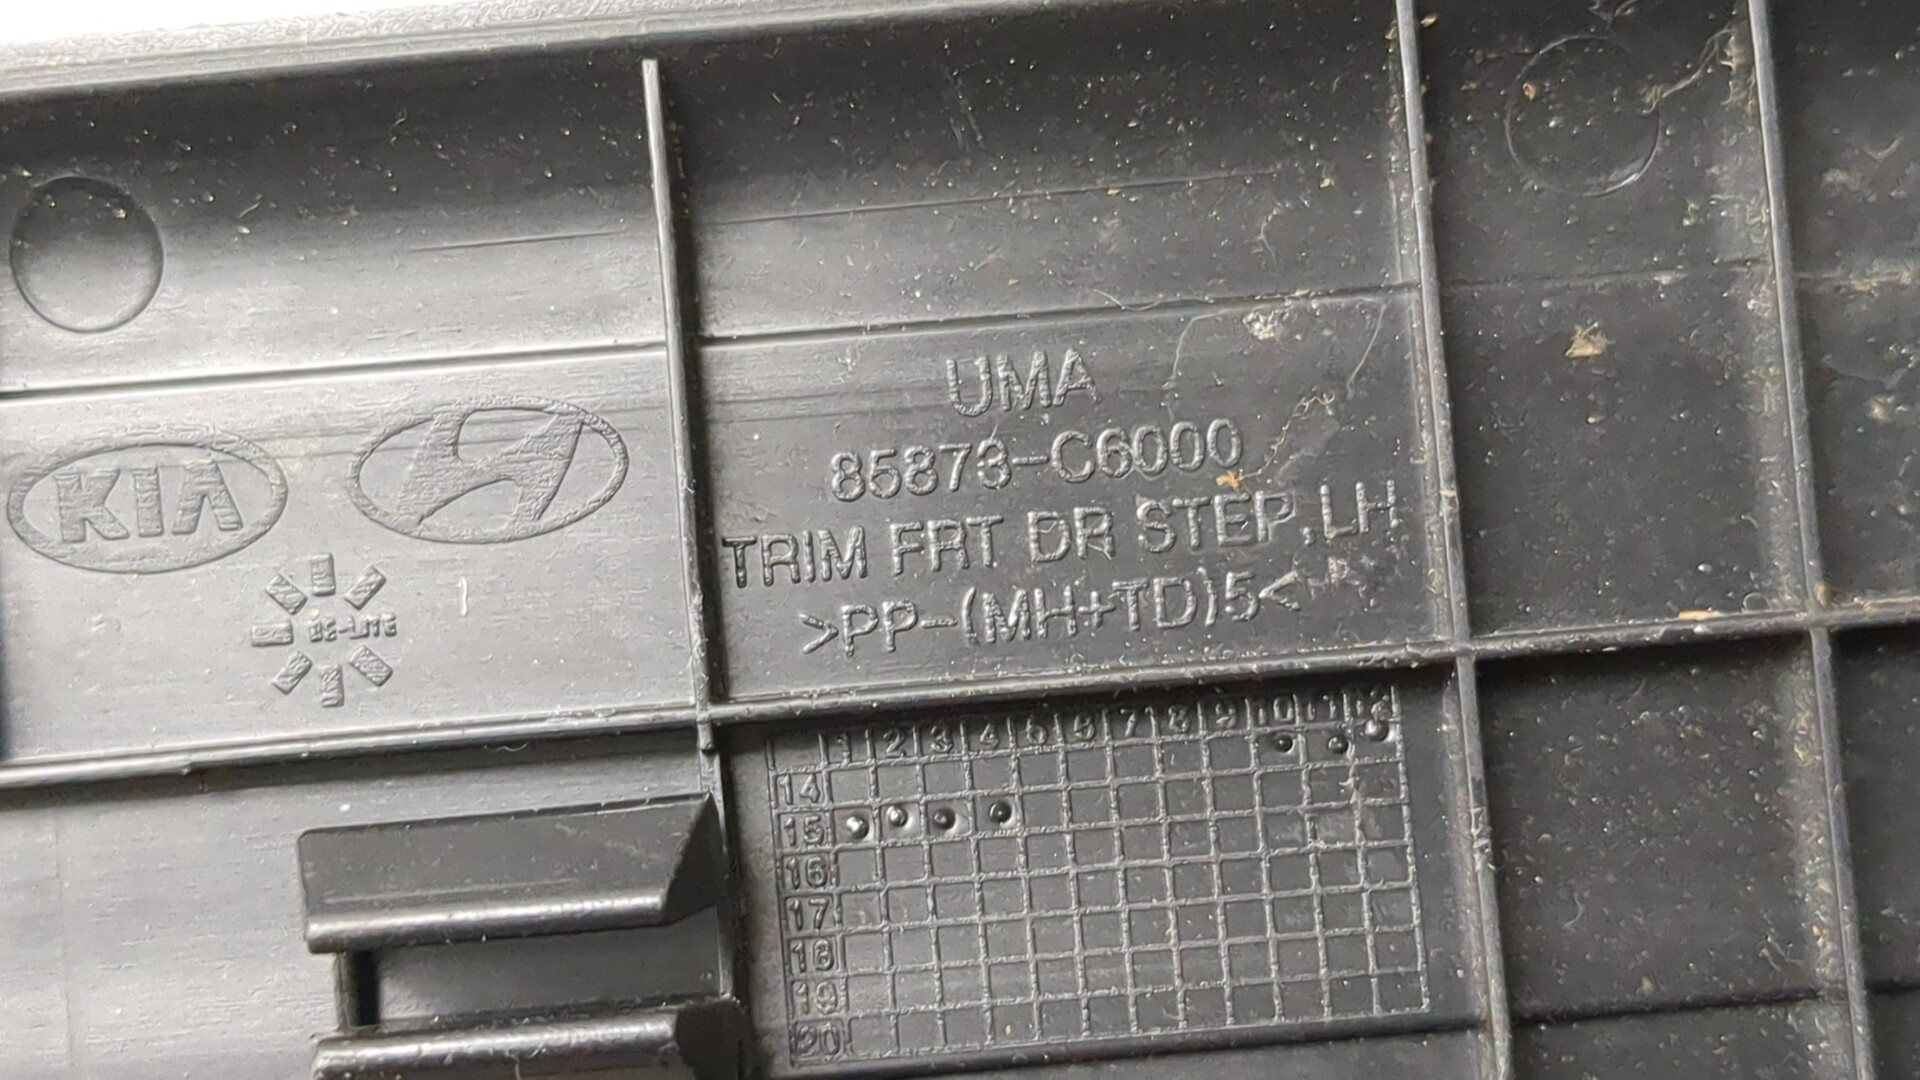 UMA
85873-C6000
TRIM FRT DR STEP,LH
>PP-(MH+TD)5<
KIA
1 2 3 4 5 6 7 8 9 10 11 12
14
15
16
17
18
19
20